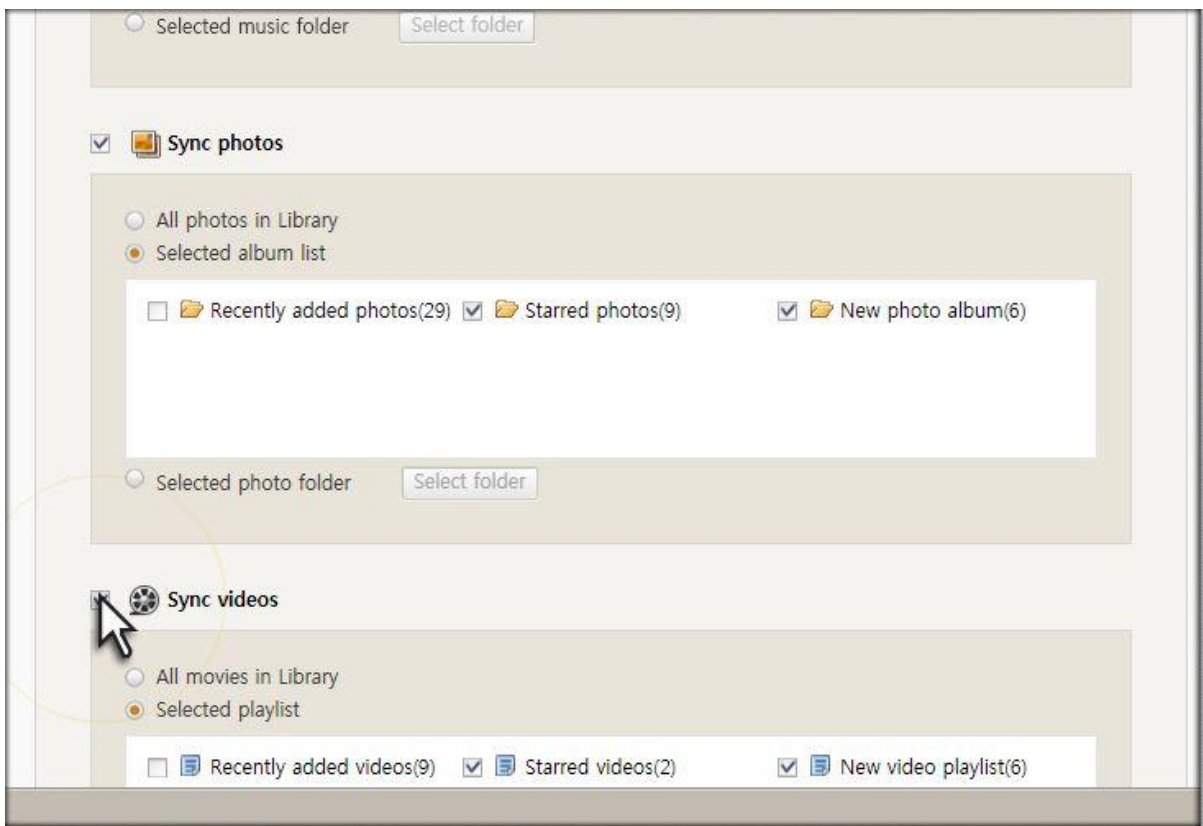 Selected music folder Select folder
Sync photos
All photos in Library
Selected album list
Recently added photos(29) Starred photos(9) New photo album(6)
Selected photo folder Select folder
Sync videos
All movies in Library
Selected playlist
Recently added videos(9) Starred videos(2) New video playlist(6)